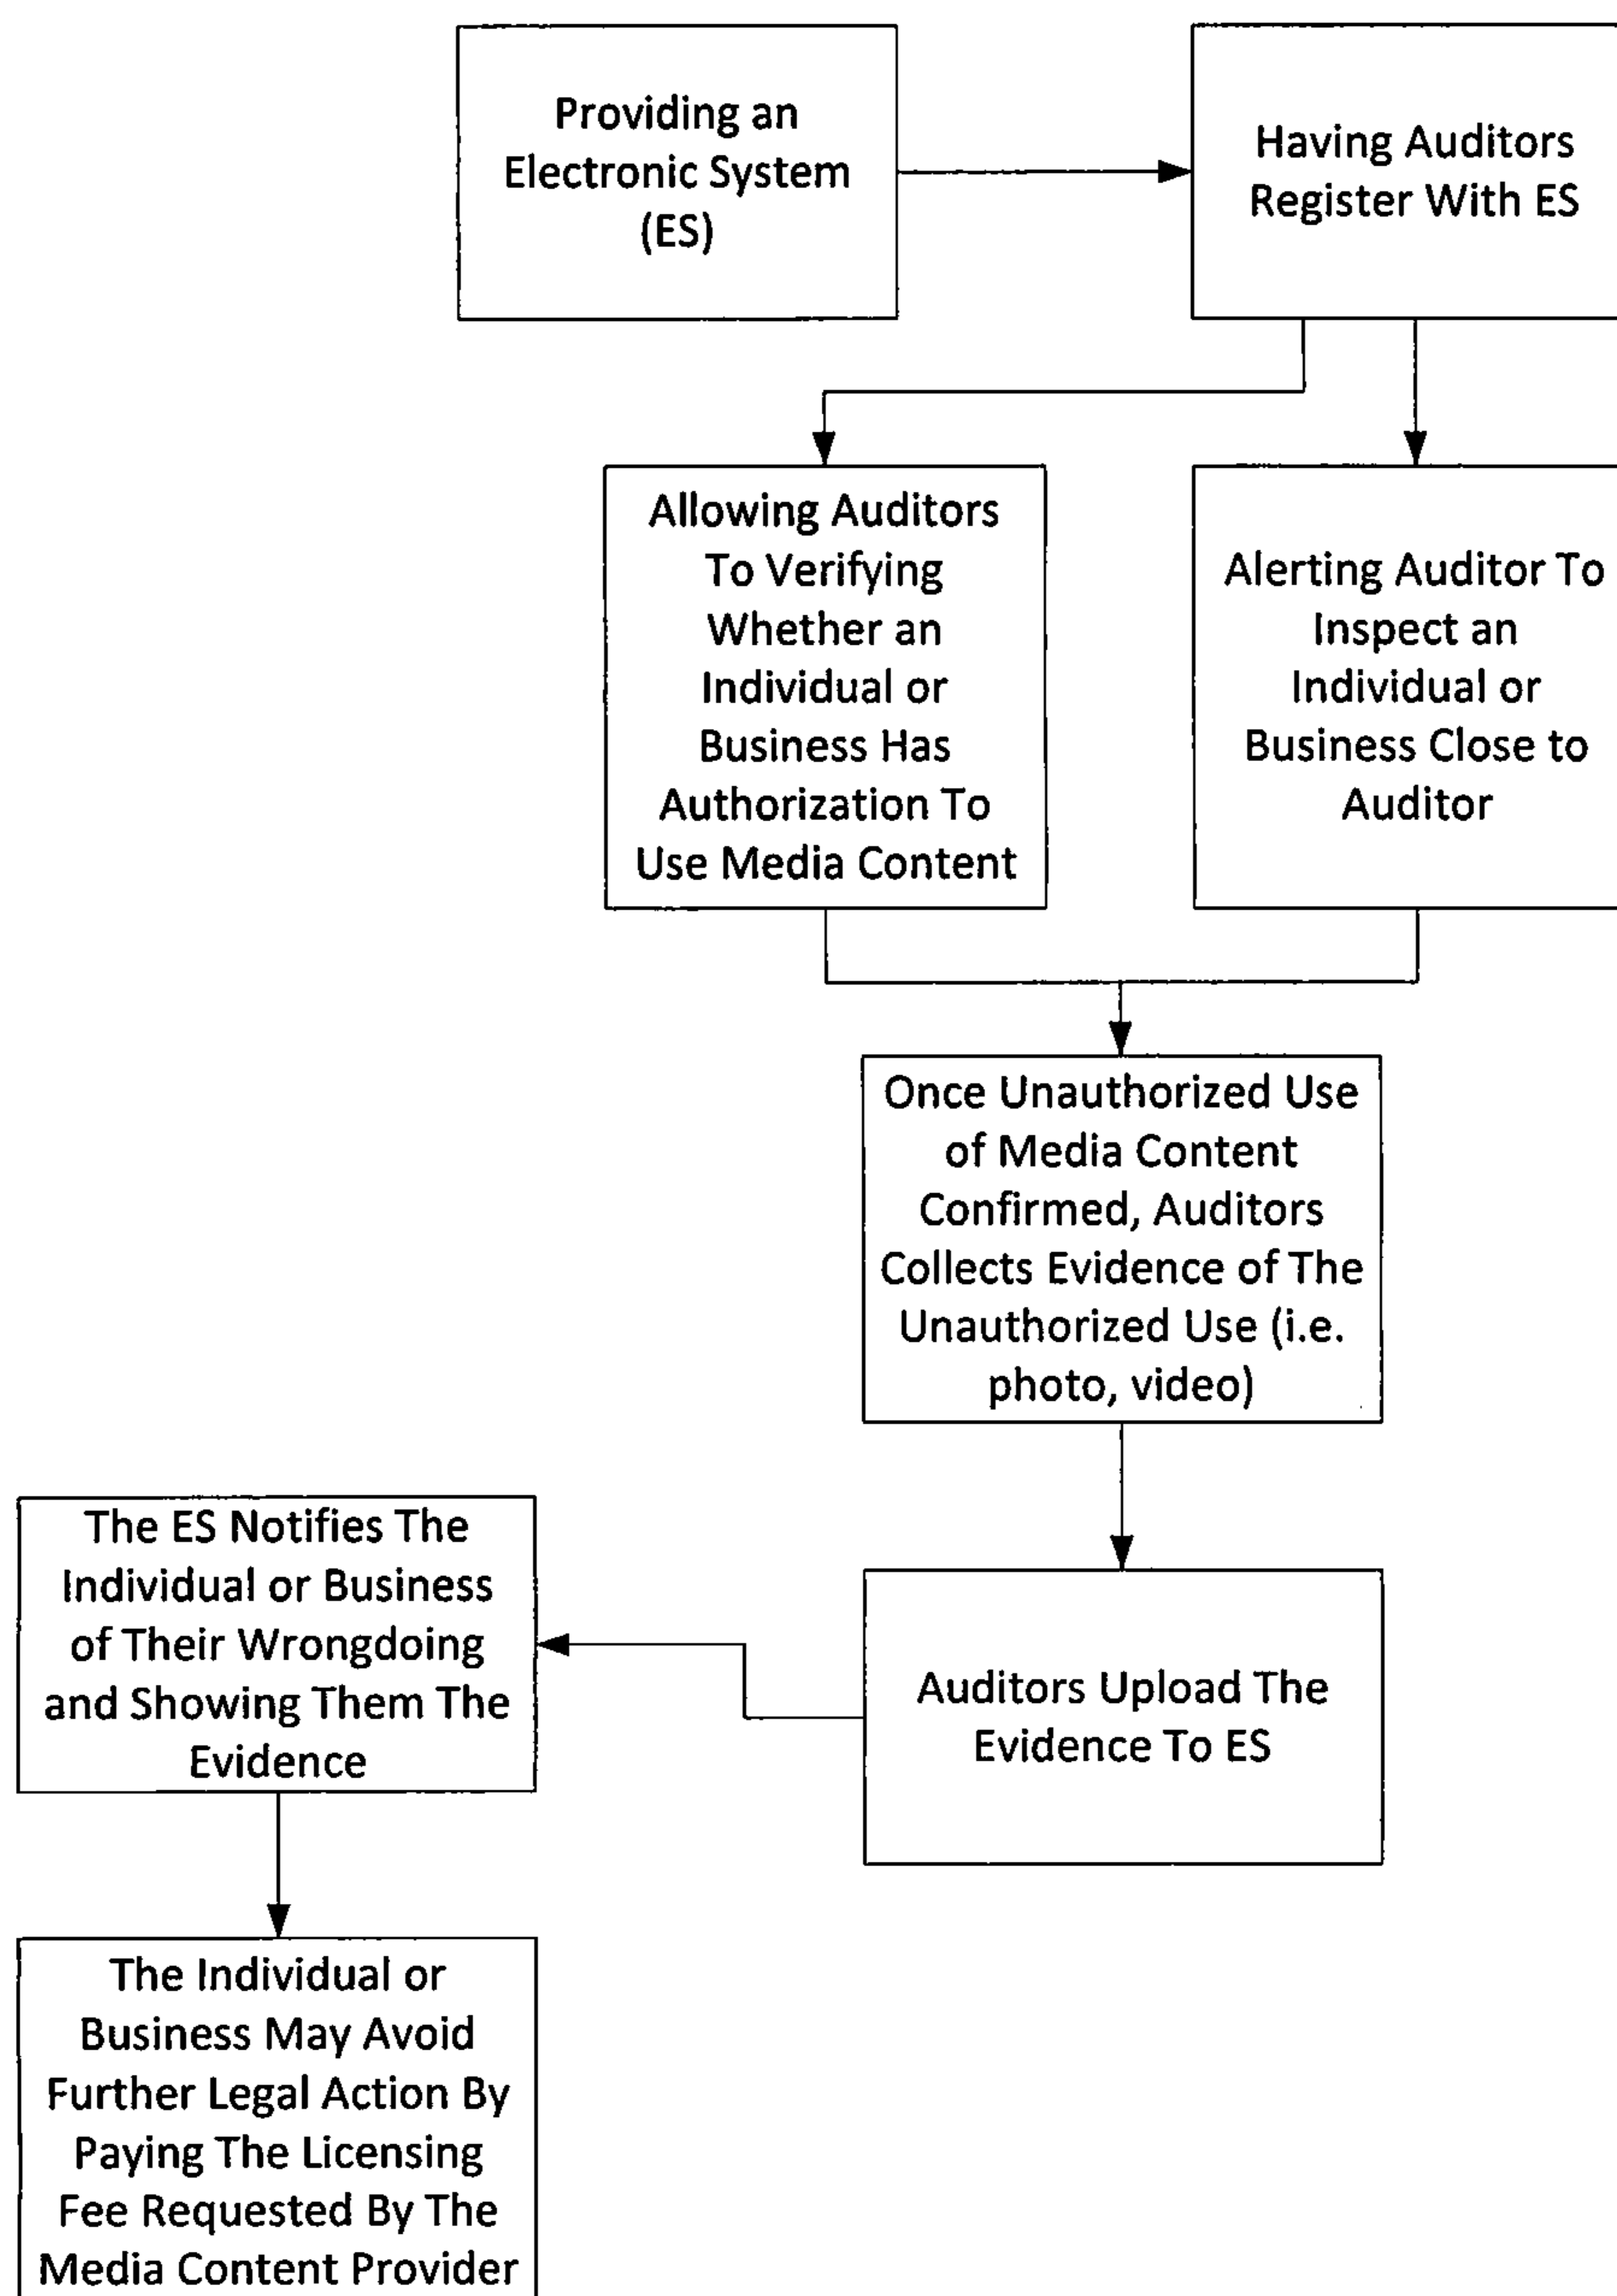 Providing an
Electronic System
(ES)
Having Auditors
Register With ES
Allowing Auditors
To Verifying
Whether an
Individual or
Business Has
Authorization To
Use Media Content
Alerting Auditor To
Inspect an
Individual or
Business Close to
Auditor
Once Unauthorized Use
of Media Content
Confirmed, Auditors
Collects Evidence of The
Unauthorized Use (i.e.
photo, video)
Auditors Upload The
Evidence To ES
The ES Notifies The
Individual or Business
of Their Wrongdoing
and Showing Them The
Evidence
The Individual or
Business May Avoid
Further Legal Action By
Paying The Licensing
Fee Requested By The
Media Content Provider